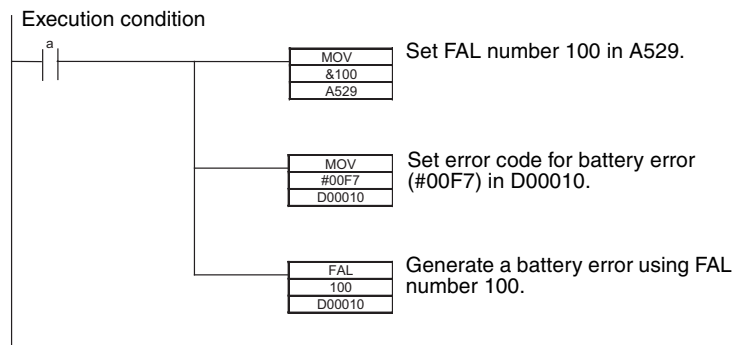 Execution condition
a
MOV
&100
A529
Set FAL number 100 in A529.
MOV
#00F7
D00010
Set error code for battery error
(#00F7) in D00010.
FAL
100
D00010
Generate a battery error using FAL
number 100.